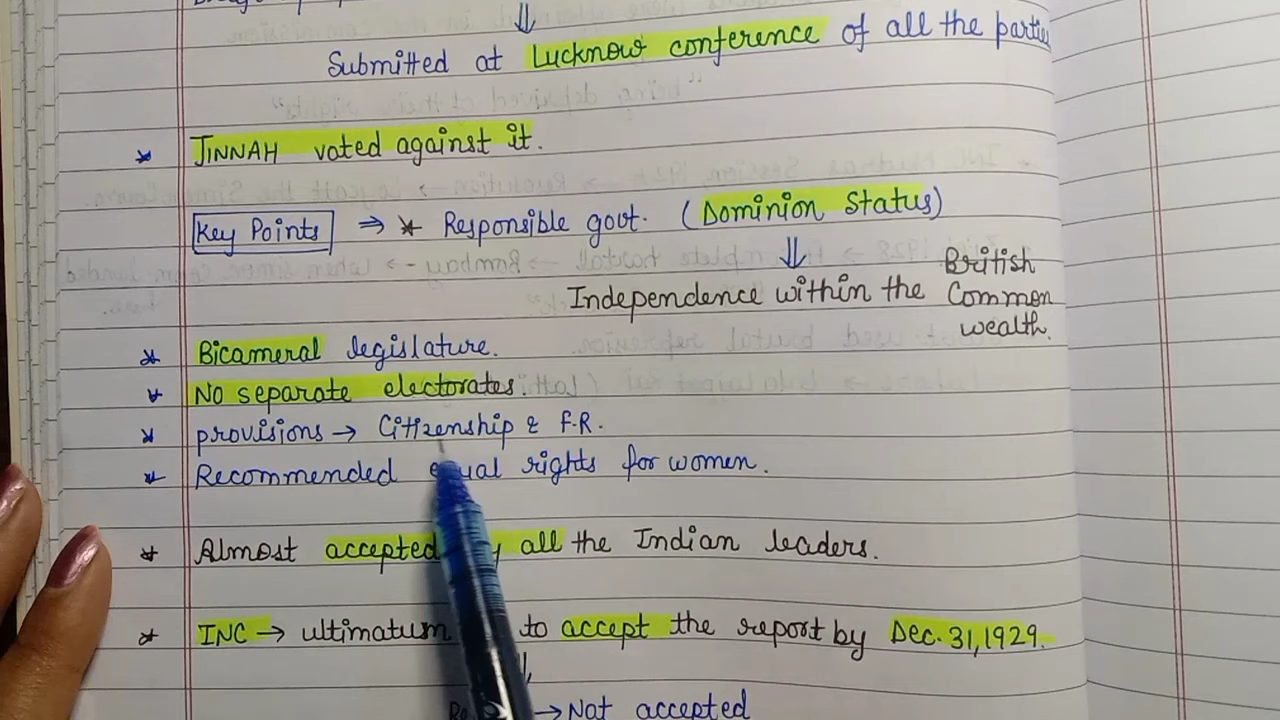 ⇓
Submitted at Lucknow conference of all the partie
* JINNAH voted against it.
Key Points ⇒ * Responsible govt. (Dominion Status)
⇓
Independence within the British Common wealth.
* Bicameral legislature.
* NO separate electorates.
* provisions → Citizenship & F.R.
* Recommended equal rights for women.
* Almost accepted all the Indian leaders.
* INC → ultimatum to accept the report by Dec. 31, 1929.
→ Not accepted